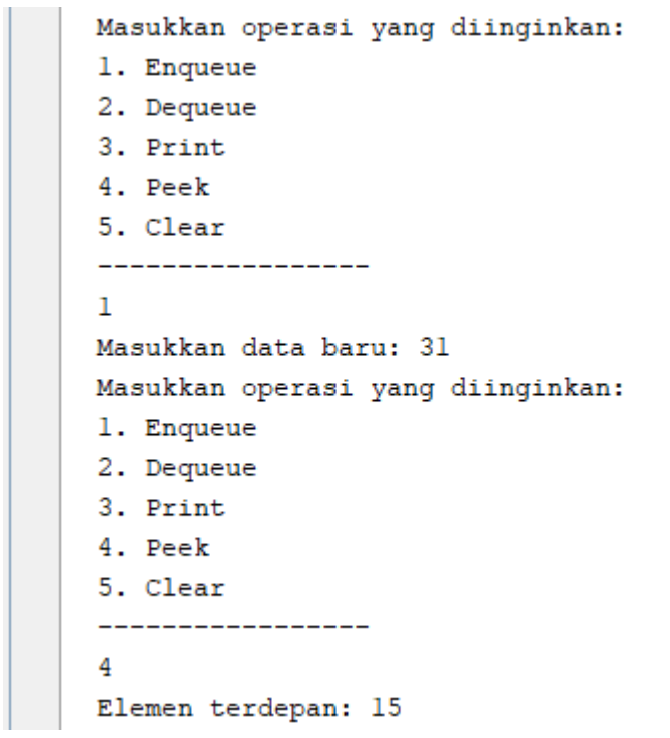 Masukkan operasi yang diinginkan:
1. Enqueue
2. Dequeue
3. Print
4. Peek
5. Clear
-----------------
1
Masukkan data baru: 31
Masukkan operasi yang diinginkan:
1. Enqueue
2. Dequeue
3. Print
4. Peek
5. Clear
-----------------
4
Elemen terdepan: 15